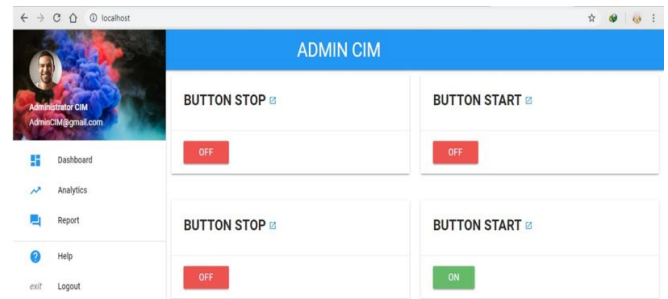 localhost
ADMIN CIM
Administrator CIM
AdminCIM@gmail.com
Dashboard
Analytics
Report
Help
exit Logout
BUTTON STOP
OFF
BUTTON START
OFF
BUTTON STOP
OFF
BUTTON START
ON